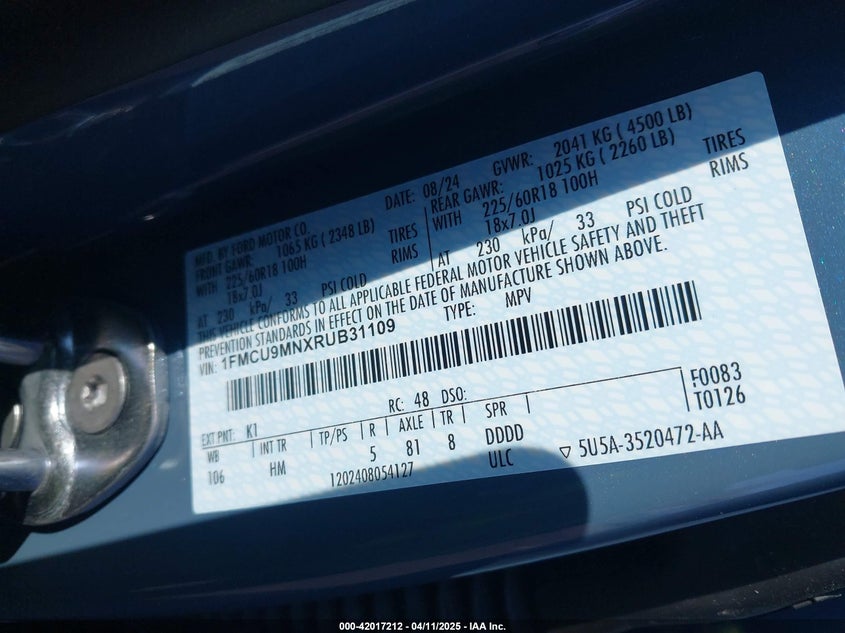 MFD. BY FORD MOTOR CO. DATE: 08/24 GVWR: 2041 KG ( 4500 LB)
FRONT GAWR: 1065 KG ( 2348 LB) REAR GAWR: 1025 KG ( 2260 LB)
WITH 225/60R18 100H TIRES WITH 225/60R18 100H TIRES
18x7.0J RIMS 18x7.0J RIMS
AT 230 kPa/ 33 PSI COLD AT 230 kPa/ 33 PSI COLD
THIS VEHICLE CONFORMS TO ALL APPLICABLE FEDERAL MOTOR VEHICLE SAFETY AND THEFT
PREVENTION STANDARDS IN EFFECT ON THE DATE OF MANUFACTURE SHOWN ABOVE.
VIN: 1FMCU9MNXRUB31109 TYPE: MPV
EXT PNT: K1 RC: 48 DSO: F0083
WB INT TR TP/PS R AXLE TR SPR T0126
106 HM 5 81 8 DDDD
1202408054127 ULC ▽ 5U5A-3520472-AA
000-42017212 - 04/11/2025 - IAA Inc.